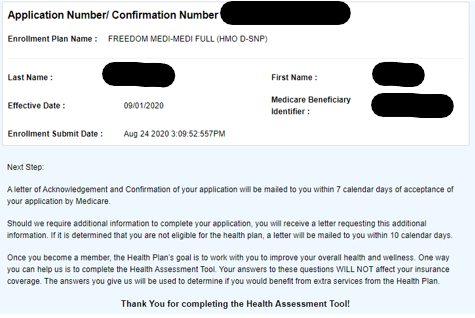 Application Number/ Confirmation Number
Enrollment Plan Name : FREEDOM MEDI-MEDI FULL (HMO D-SNP)
Last Name : First Name :
Effective Date : 09/01/2020 Medicare Beneficiary Identifier :
Enrollment Submit Date : Aug 24 2020 3:09:52:557PM
Next Step:
A letter of Acknowledgement and Confirmation of your application will be mailed to you within 7 calendar days of acceptance of
your application by Medicare.
Should we require additional information to complete your application, you will receive a letter requesting this additional
information. If it is determined that you are not eligible for the health plan, a letter will be mailed to you within 10 calendar days.
Once you become a member, the Health Plan's goal is to work with you to improve your overall health and wellness. One way
you can help us is to complete the Health Assessment Tool. Your answers to these questions WILL NOT affect your insurance
coverage. The answers you give us will be used to determine if you would benefit from extra services from the Health Plan.
Thank You for completing the Health Assessment Tool!